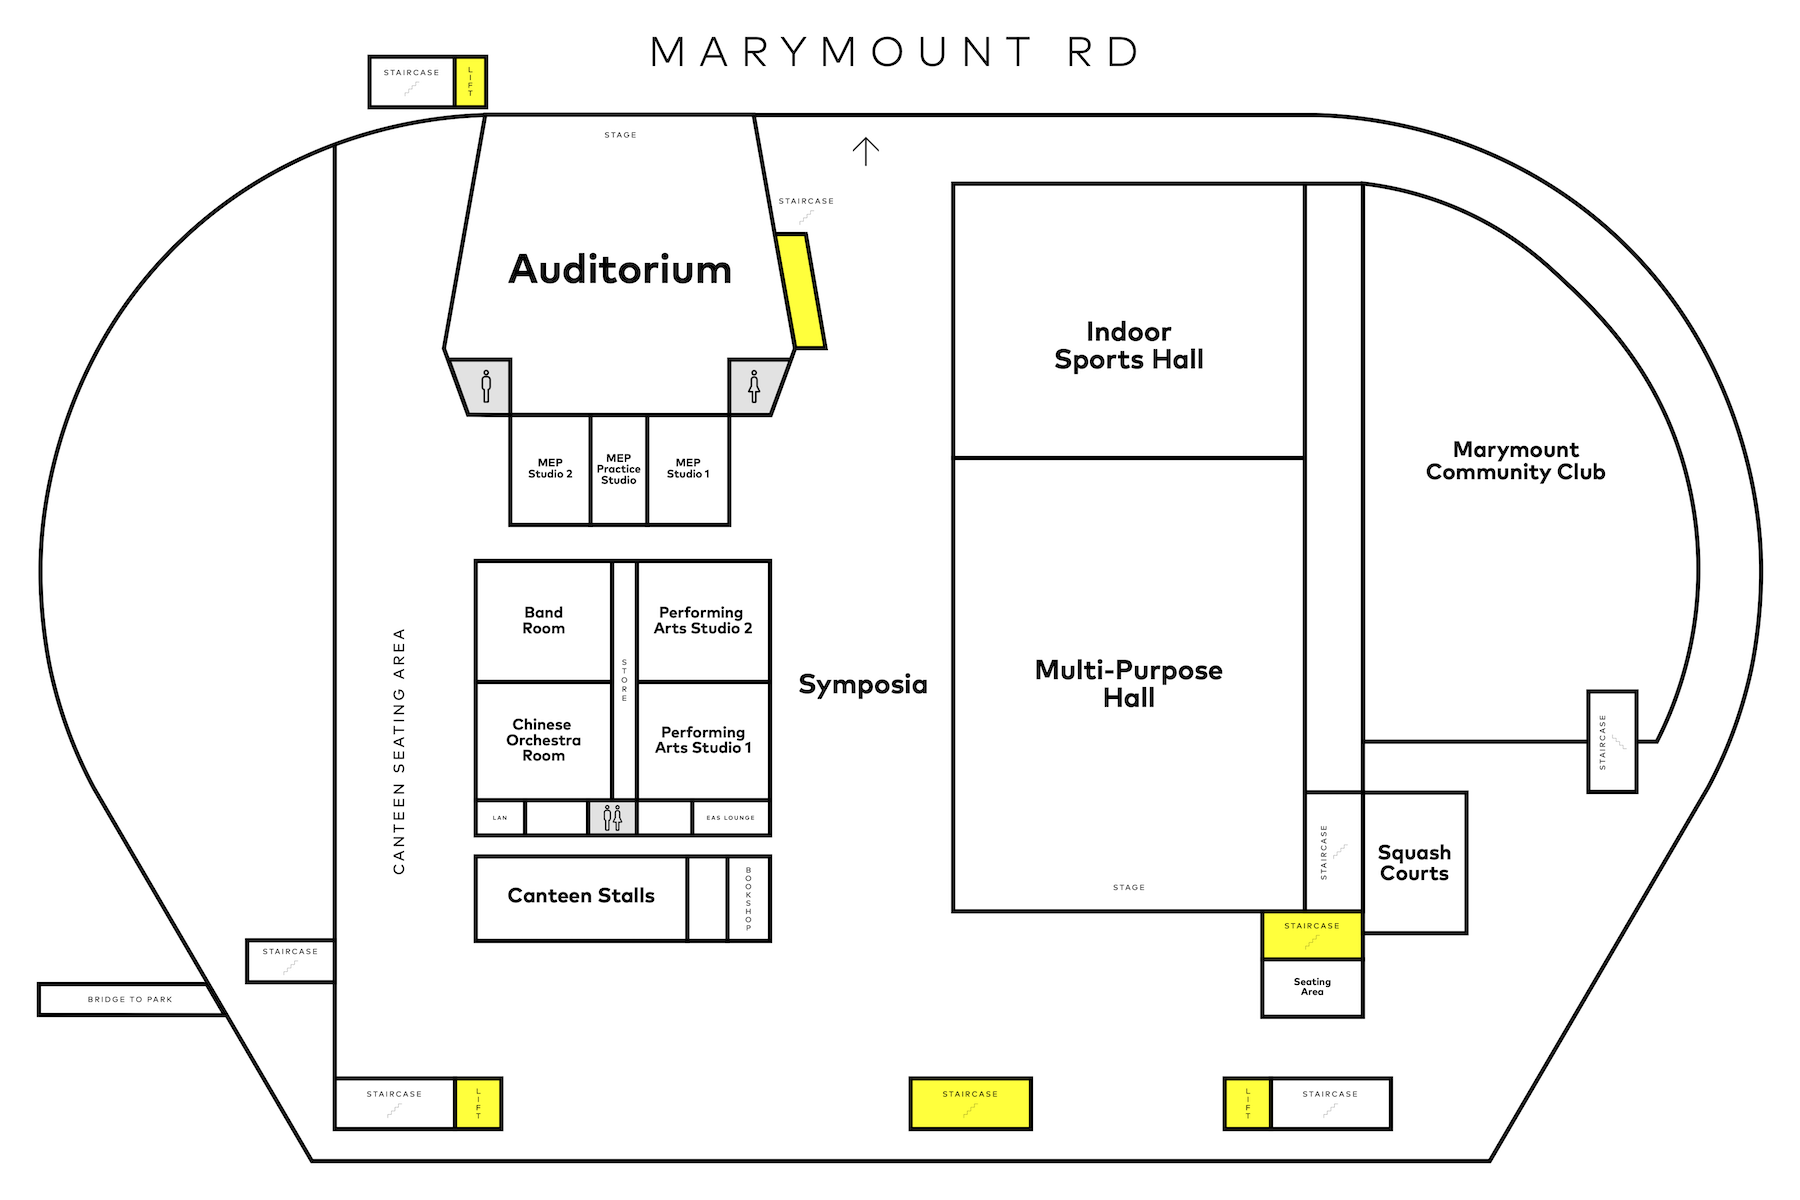 MARYMOUNT RD
STAIRCASE
LIFT
STAGE
STAIRCASE
Auditorium
Indoor
Sports Hall
Marymount
Community Club
MEP
Studio 2
MEP
Practice
Studio
MEP
Studio 1
Band
Room
Performing
Arts Studio 2
STORE
CANTEEN SEATING AREA
Symposia
Multi-Purpose
Hall
Chinese
Orchestra
Room
Performing
Arts Studio 1
STAIRCASE
LAN
EAS LOUNGE
STAIRCASE
Squash
Courts
Canteen Stalls
BOOKSHOP
STAGE
STAIRCASE
STAIRCASE
Seating
Area
BRIDGE TO PARK
STAIRCASE
LIFT
STAIRCASE
LIFT
STAIRCASE